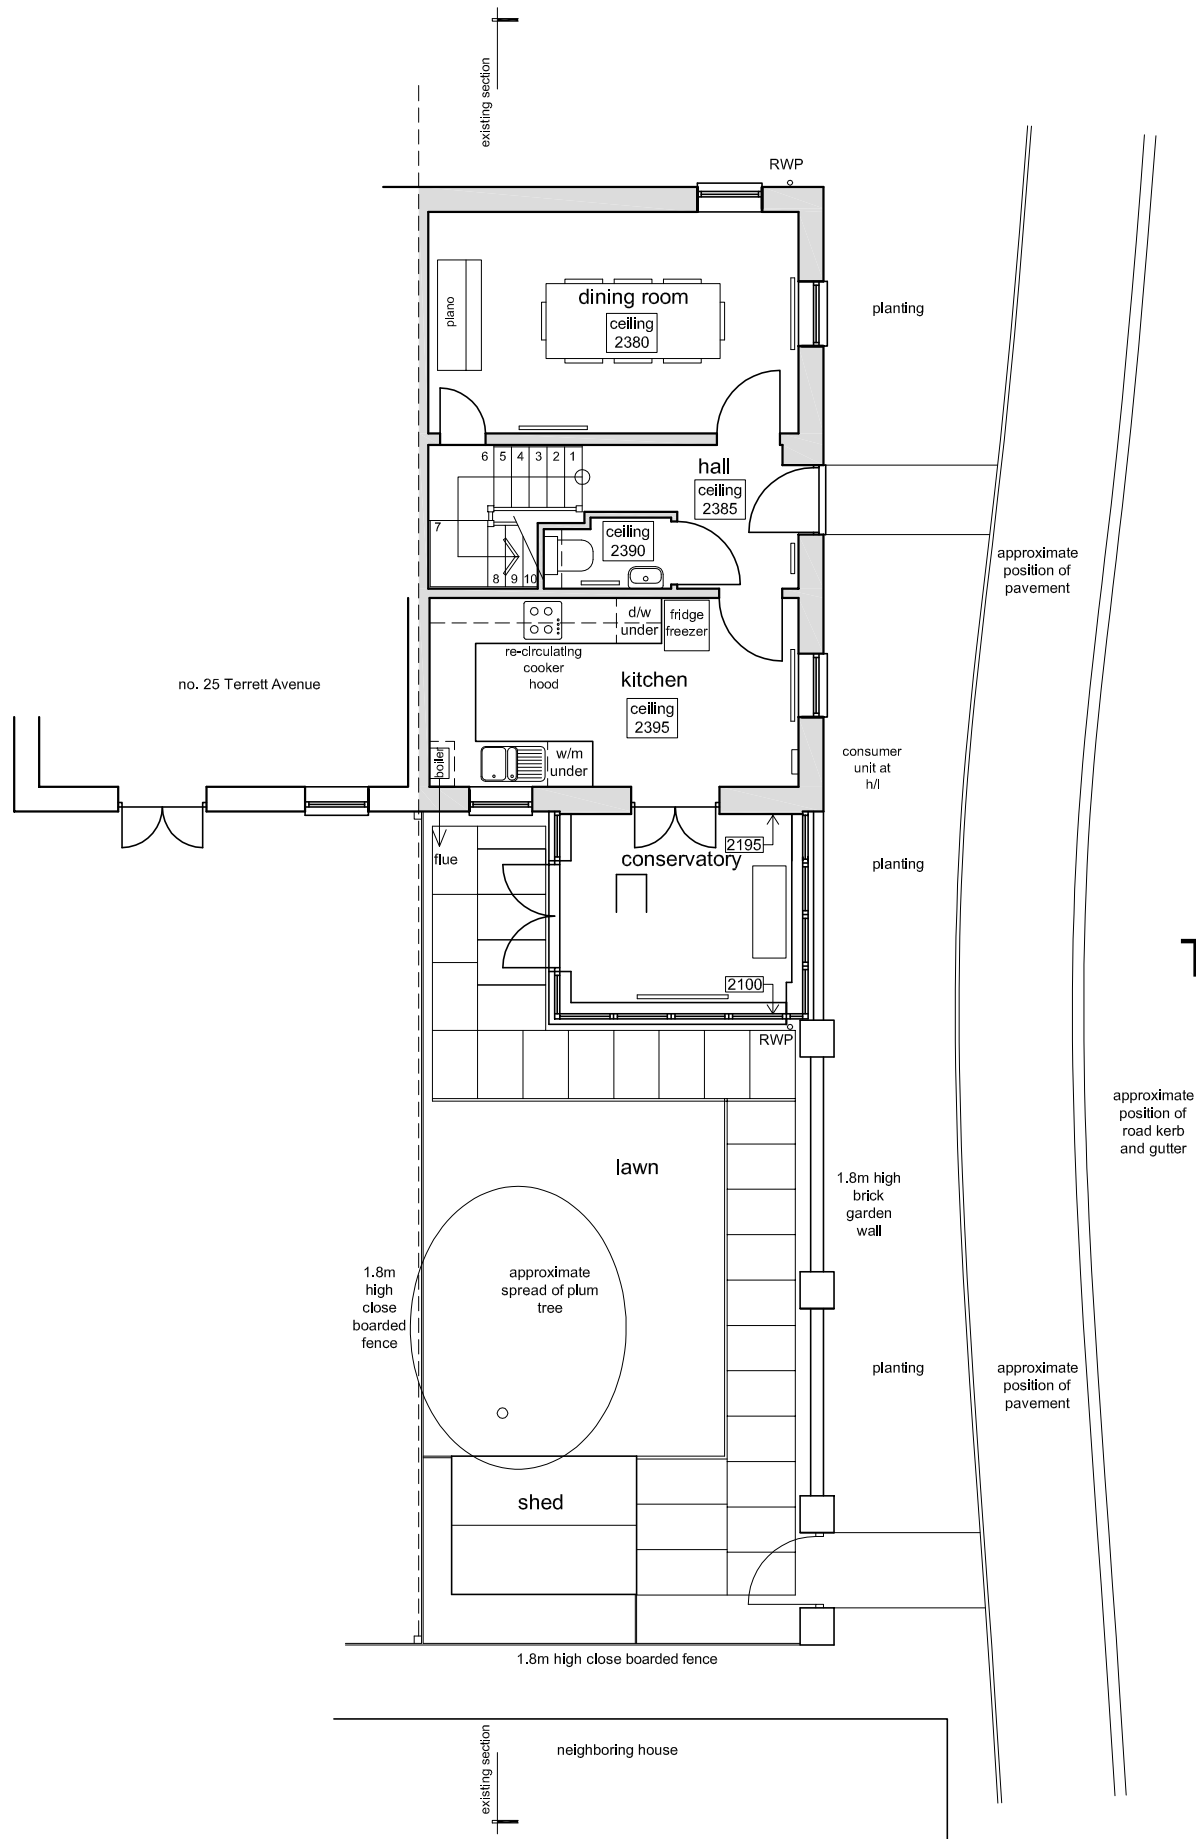 existing section
RWP
dining room
ceiling
2380
piano
planting
6 5 4 3 2 1
hall
ceiling
2385
7
ceiling
2390
8 9 10
approximate
position of
pavement
d/w
under
fridge
freezer
re-circulating
cooker
hood
kitchen
ceiling
2395
no. 25 Terrett Avenue
boiler
w/m
under
consumer
unit at
h/l
flue
2195
conservatory
planting
2100
RWP
T
approximate
position of
road kerb
and gutter
lawn
1.8m high
brick
garden
wall
1.8m
high
close
boarded
fence
approximate
spread of plum
tree
planting
approximate
position of
pavement
shed
1.8m high close boarded fence
existing section
neighboring house